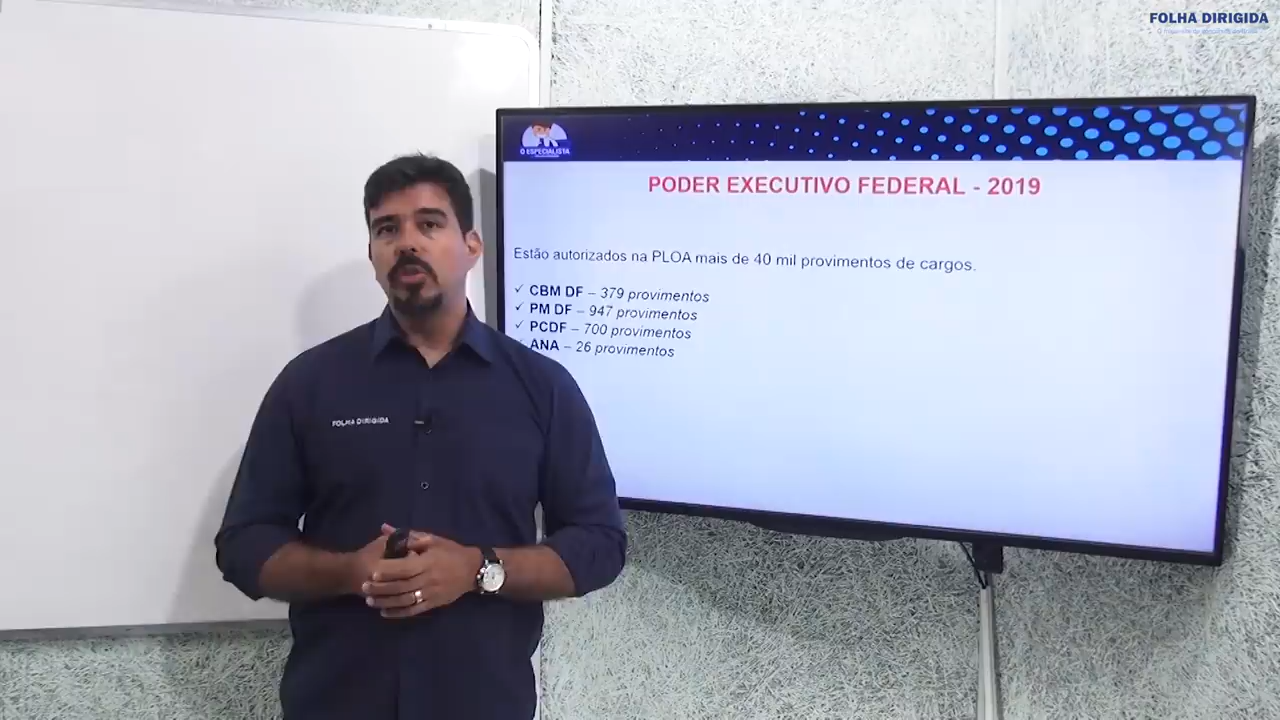 FOLHA DIRIGIDA
O ESPECIALISTA
PODER EXECUTIVO FEDERAL - 2019
Estão autorizados na PLOA mais de 40 mil provimentos de cargos.
✓ CBM DF – 379 provimentos
✓ PM DF – 947 provimentos
✓ PCDF – 700 provimentos
✓ ANA – 26 provimentos
FOLHA DIRIGIDA